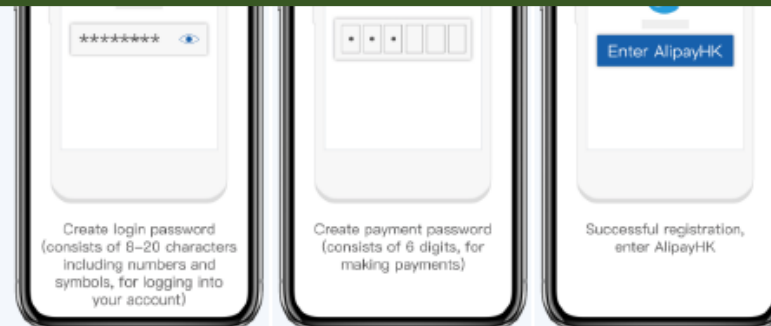 ********
Enter AlipayHK
Create login password
(consists of 8–20 characters
including numbers and
symbols, for logging into
your account)
Create payment password
(consists of 6 digits, for
making payments)
Successful registration,
enter AlipayHK